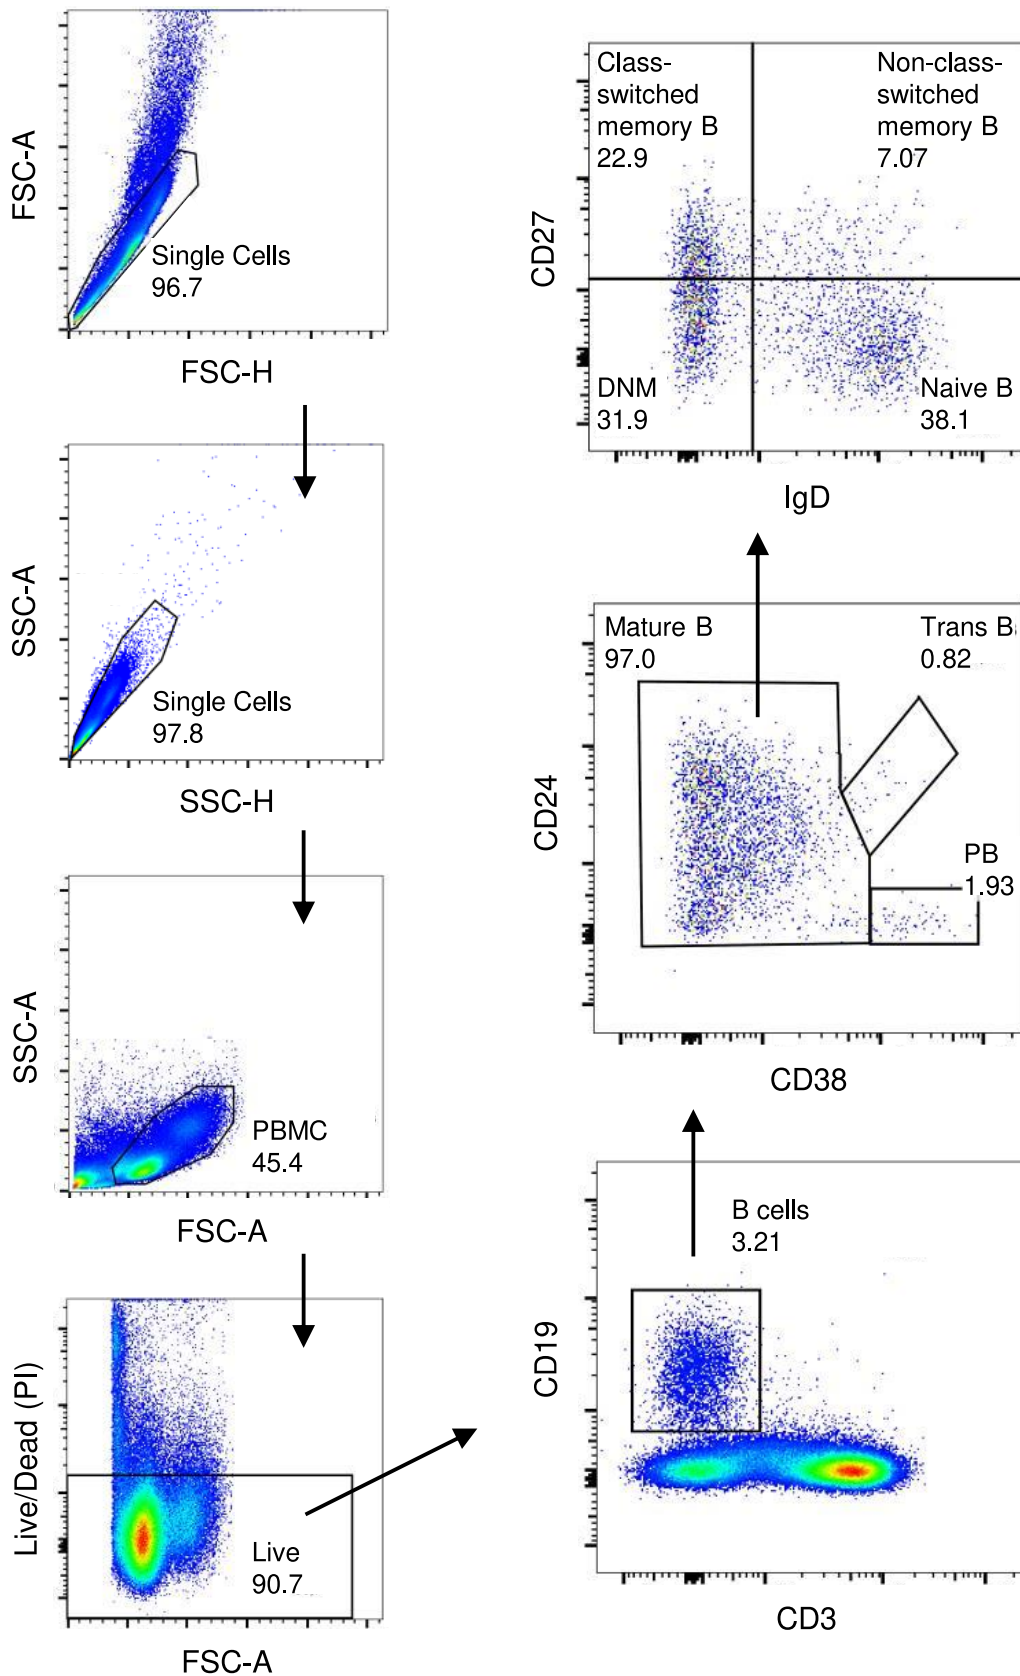 FSC-A
Single Cells
96.7
FSC-H
SSC-A
Single Cells
97.8
SSC-H
SSC-A
PBMC
45.4
FSC-A
Live/Dead (PI)
Live
90.7
FSC-A
CD27
Class-
switched
memory B
22.9
Non-class-
switched
memory B
7.07
DNM
31.9
Naive B
38.1
IgD
CD24
Mature B
97.0
Trans B
0.82
PB
1.93
CD38
CD19
B cells
3.21
CD3